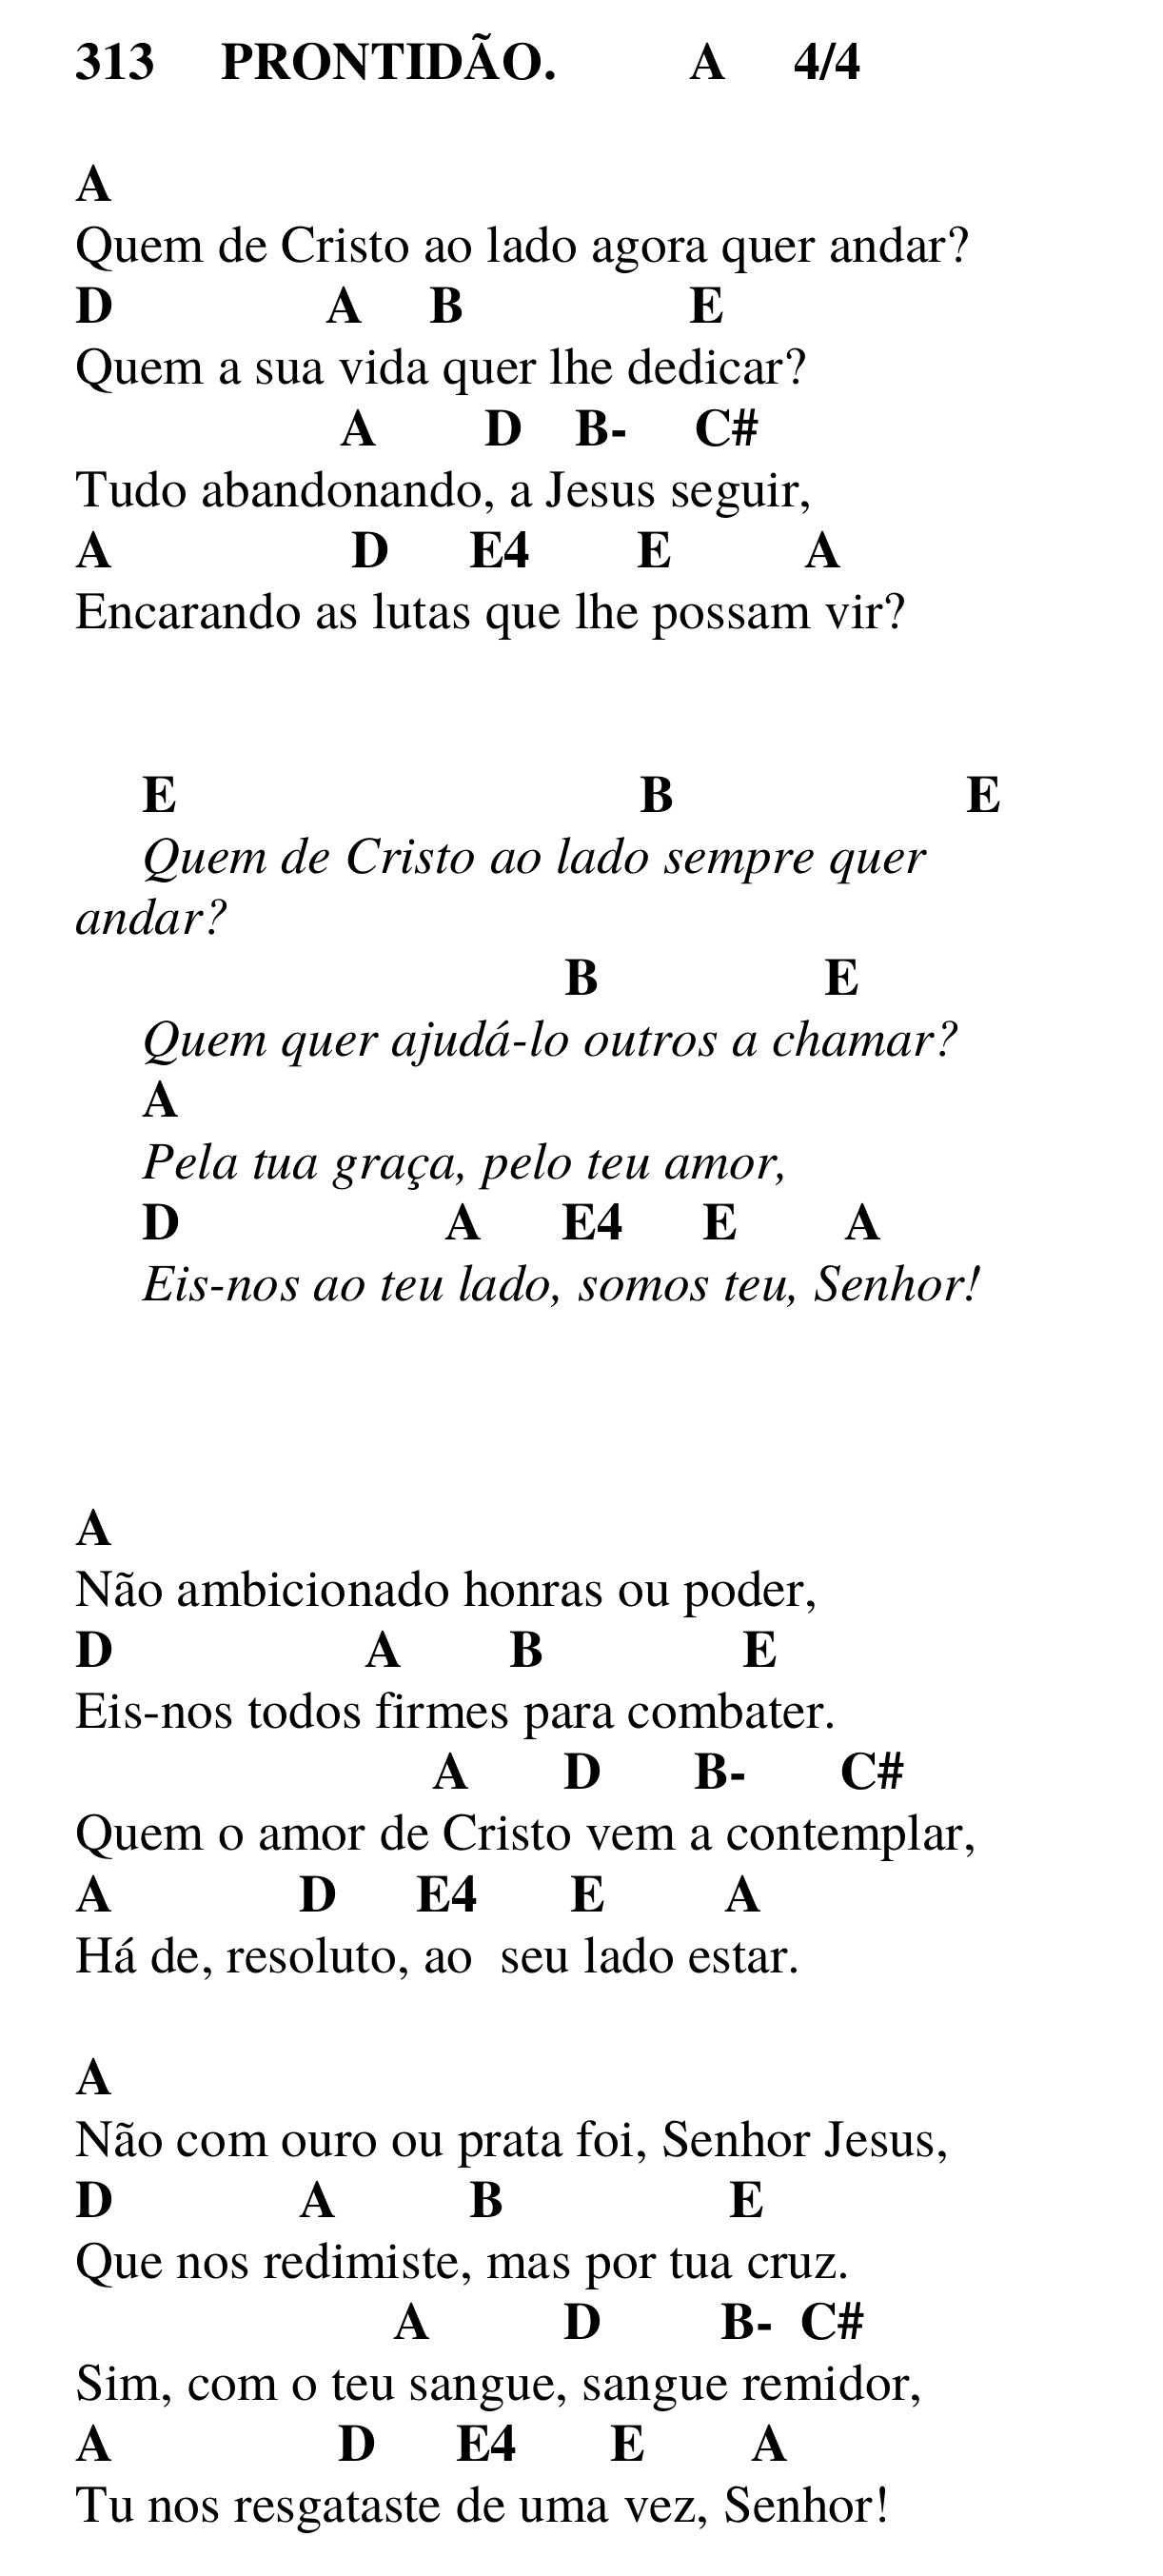 313 PRONTIDÃO. A 4/4
A
Quem de Cristo ao lado agora quer andar?
D A B E
Quem a sua vida quer lhe dedicar?
A D B- C#
Tudo abandonando, a Jesus seguir,
A D E4 E A
Encarando as lutas que lhe possam vir?
E B E
Quem de Cristo ao lado sempre quer
andar?
B E
Quem quer ajudá-lo outros a chamar?
A
Pela tua graça, pelo teu amor,
D A E4 E A
Eis-nos ao teu lado, somos teu, Senhor!
A
Não ambicionado honras ou poder,
D A B E
Eis-nos todos firmes para combater.
A D B- C#
Quem o amor de Cristo vem a contemplar,
A D E4 E A
Há de, resoluto, ao  seu lado estar.
A
Não com ouro ou prata foi, Senhor Jesus,
D A B E
Que nos redimiste, mas por tua cruz.
A D B- C#
Sim, com o teu sangue, sangue remidor,
A D E4 E A
Tu nos resgataste de uma vez, Senhor!